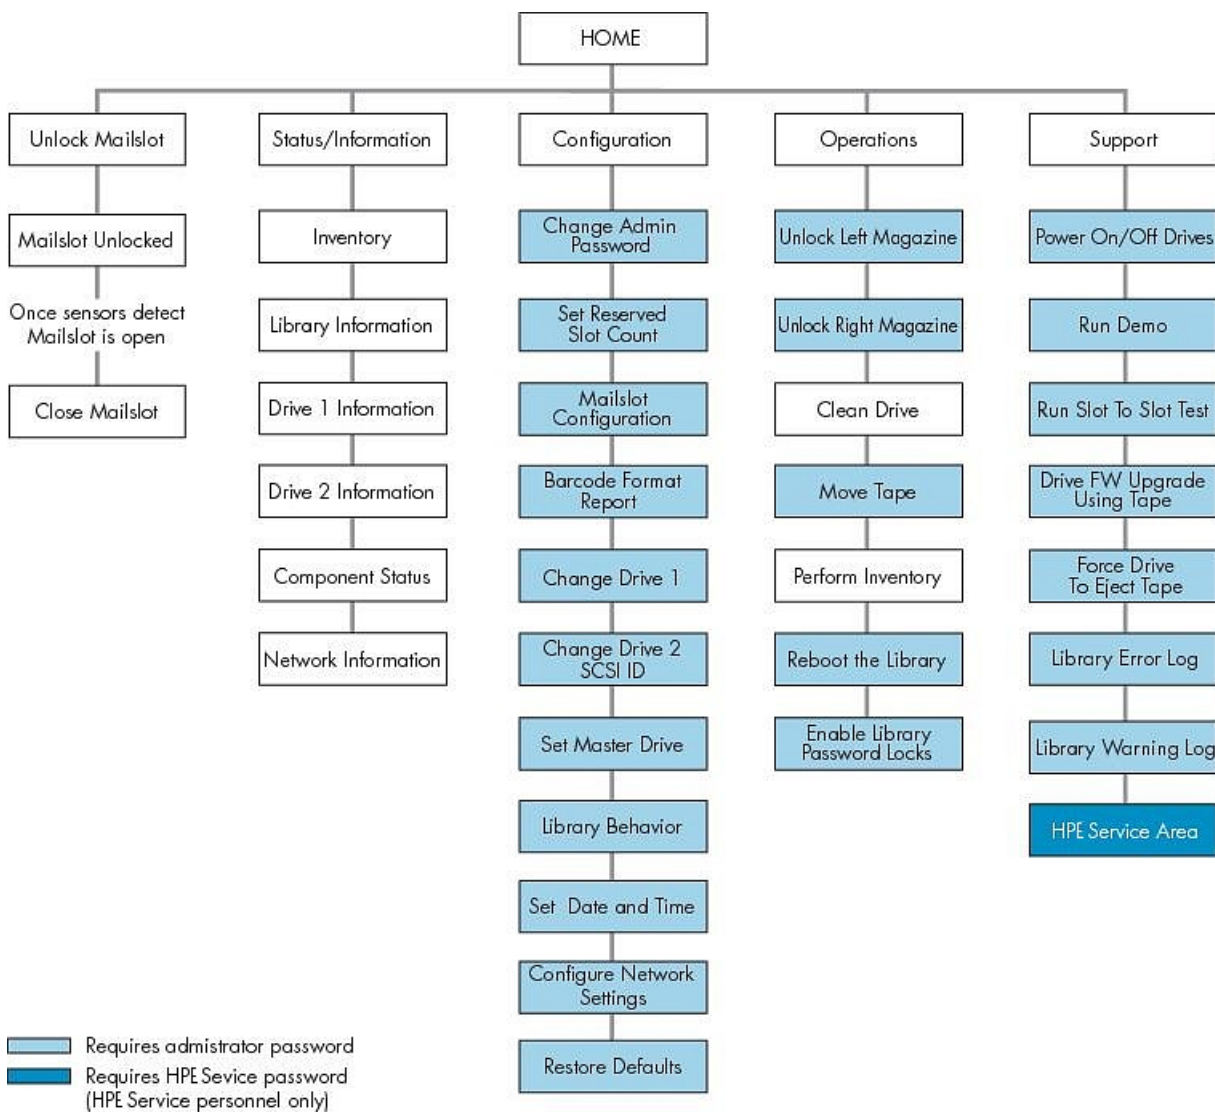 HOME
Unlock Mailslot
Mailslot Unlocked
Once sensors detect
Mailslot is open
Close Mailslot
Status/Information
Inventory
Library Information
Drive 1 Information
Drive 2 Information
Component Status
Network Information
Configuration
Change Admin
Password
Set Reserved
Slot Count
Mailslot
Configuration
Barcode Format
Report
Change Drive 1
Change Drive 2
SCSI ID
Set Master Drive
Library Behavior
Set Date and Time
Configure Network
Settings
Restore Defaults
Operations
Unlock Left Magazine
Unlock Right Magazine
Clean Drive
Move Tape
Perform Inventory
Reboot the Library
Enable Library
Password Locks
Support
Power On/Off Drives
Run Demo
Run Slot To Slot Test
Drive FW Upgrade
Using Tape
Force Drive
To Eject Tape
Library Error Log
Library Warning Log
HPE Service Area
Requires admistrator password
Requires HPE Sevice password
(HPE Service personnel only)